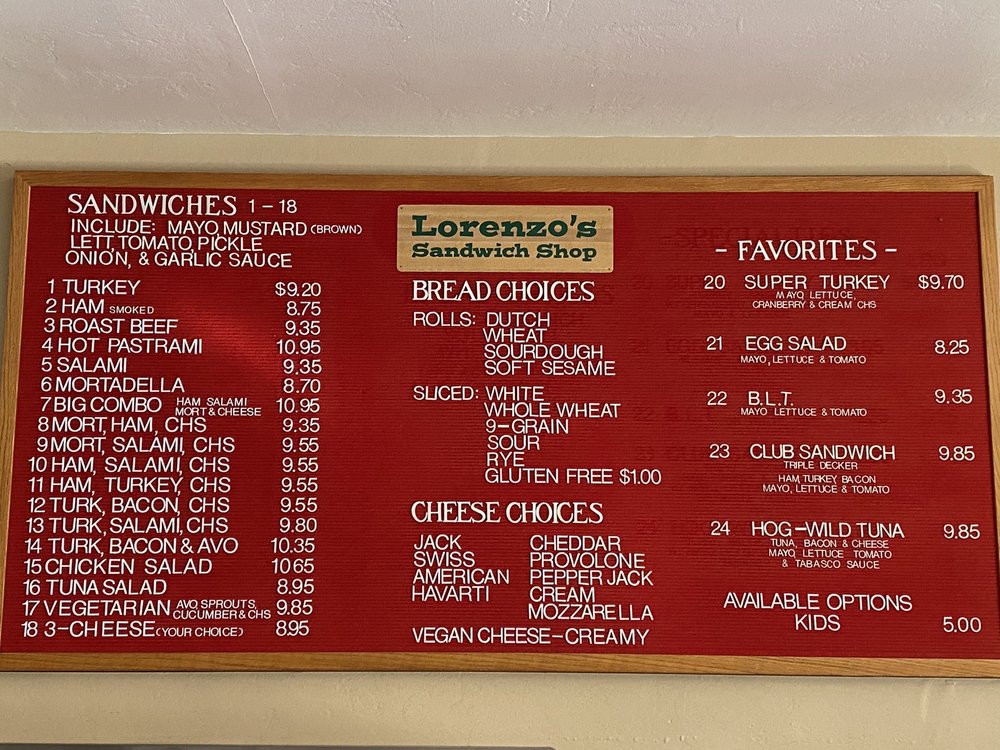 SANDWICHES 1-18
INCLUDE: MAYO, MUSTARD (BROWN)
LETT, TOMATO, PICKLE
ONION, & GARLIC SAUCE
1 TURKEY $9.20
2 HAM SMOKED 8.75
3 ROAST BEEF 9.35
4 HOT PASTRAMI 10.95
5 SALAMI 9.35
6 MORTADELLA 8.70
7 BIG COMBO HAM SALAMI 10.95
MORT & CHEESE
8 MORT, HAM, CHS 9.35
9 MORT, SALAMI, CHS 9.55
10 HAM, SALAMI, CHS 9.55
11 HAM, TURKEY, CHS 9.55
12 TURK, BACON, CHS 9.55
13 TURK, SALAMI, CHS 9.80
14 TURK, BACON & AVO 10.35
15 CHICKEN SALAD 10 65
16 TUNA SALAD 8.95
17 VEGETARIAN AVO, SPROUTS, 9.85
CUCUMBER & CHS
18 3-CHEESE (YOUR CHOICE) 8.95
Lorenzo's
Sandwich Shop
BREAD CHOICES
ROLLS: DUTCH
WHEAT
SOURDOUGH
SOFT SESAME
SLICED: WHITE
WHOLE WHEAT
9-GRAIN
SOUR
RYE
GLUTEN FREE $1.00
CHEESE CHOICES
JACK CHEDDAR
SWISS PROVOLONE
AMERICAN PEPPER JACK
HAVARTI CREAM
MOZZARELLA
VEGAN CHEESE-CREAMY
- FAVORITES -
20 SUPER TURKEY $9.70
MAYO, LETTUCE,
CRANBERRY & CREAM CHS
21 EGG SALAD 8.25
MAYO, LETTUCE & TOMATO
22 B.L.T. 9.35
MAYO LETTUCE & TOMATO
23 CLUB SANDWICH 9.85
TRIPLE DECKER
HAM, TURKEY, BACON
MAYO, LETTUCE & TOMATO
24 HOG-WILD TUNA 9.85
TUNA, BACON & CHEESE
MAYO, LETTUCE TOMATO
& TABASCO SAUCE
AVAILABLE OPTIONS
KIDS 5.00